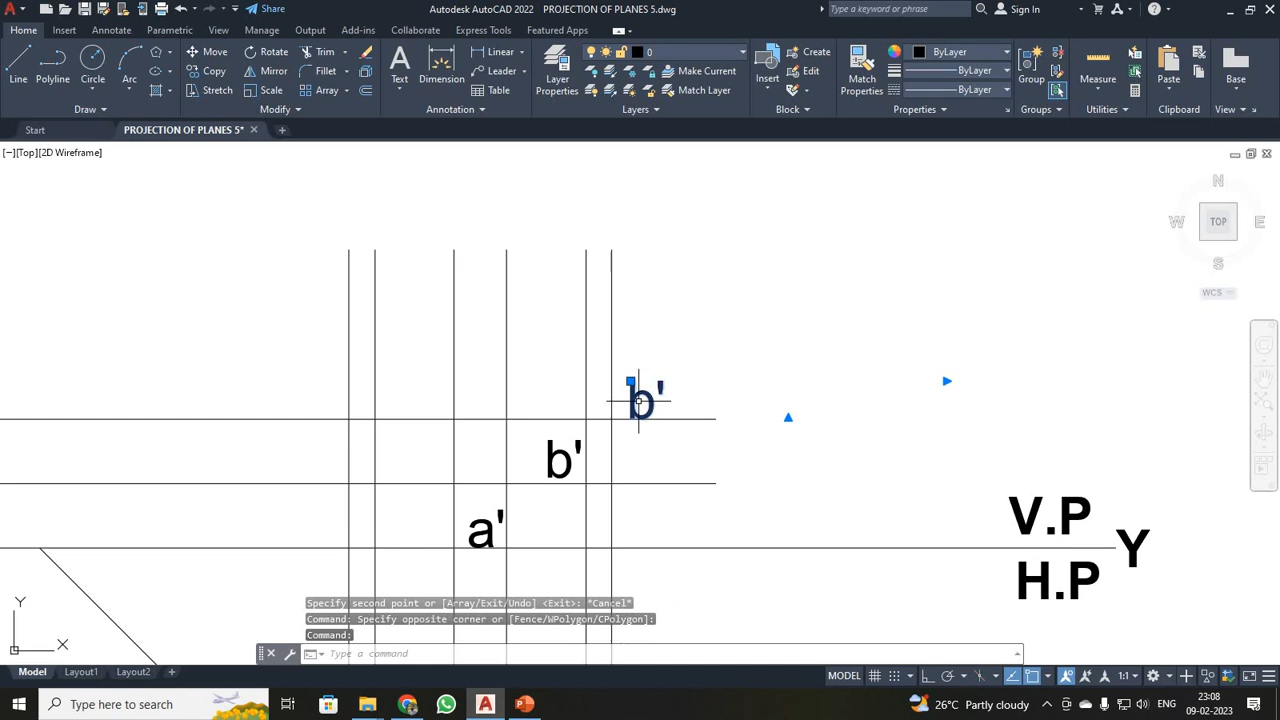 Share
Autodesk AutoCAD 2022 PROJECTION OF PLANES 5.dwg
Type a keyword or phrase
Sign In
Home Insert Annotate Parametric View Manage Output Add-ins Collaborate Express Tools Featured Apps
Line Polyline Circle Arc
Move Rotate Trim
Copy Mirror Fillet
Stretch Scale Array
Text Dimension
Linear
Leader
Table
Layer Properties
0
Make Current
Match Layer
Insert
Create
Edit
Match Properties
ByLayer
ByLayer
ByLayer
Group
Measure
Paste
Base
Draw Modify Annotation Layers Block Properties Groups Utilities Clipboard View
Start PROJECTION OF PLANES 5*
[−][Top][2D Wireframe]
N
W TOP E
S
WCS
b'
b'
a'
V.P
Y
H.P
Y
X
Specify second point or [Array/Exit/Undo] <Exit>: *Cancel*
Command: Specify opposite corner or [Fence/WPolygon/CPolygon]:
Command:
Type a command
Model Layout1 Layout2
MODEL 1:1
Type here to search
26°C Partly cloudy
ENG
23:08
09-02-2023